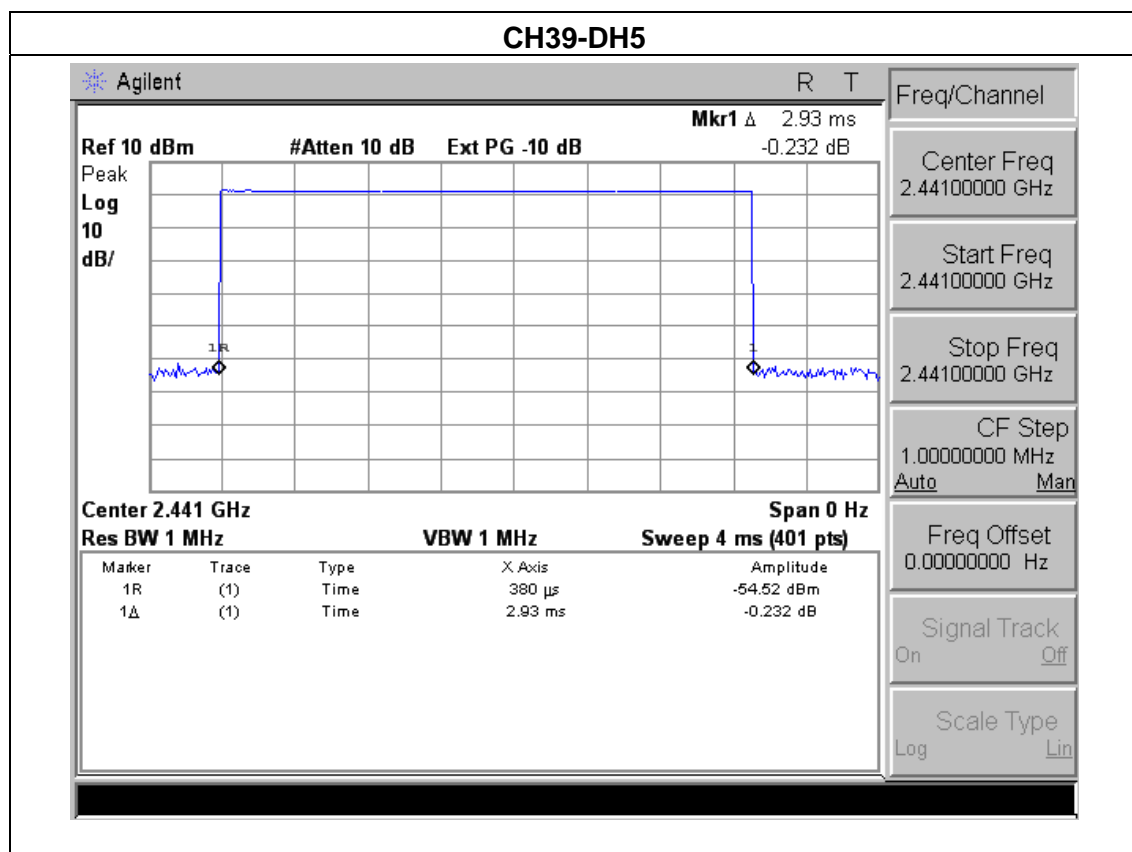 CH39-DH5
Agilent R T
Mkr1 Δ 2.93 ms
Ref 10 dBm #Atten 10 dB Ext PG -10 dB -0.232 dB
Peak
Log
10
dB/
1R
1
Center 2.441 GHz Span 0 Hz
Res BW 1 MHz VBW 1 MHz Sweep 4 ms (401 pts)
Marker Trace Type X Axis Amplitude
1R (1) Time 380 µs -54.52 dBm
1Δ (1) Time 2.93 ms -0.232 dB
Freq/Channel
Center Freq
2.44100000 GHz
Start Freq
2.44100000 GHz
Stop Freq
2.44100000 GHz
CF Step
1.00000000 MHz
Auto Man
Freq Offset
0.00000000 Hz
Signal Track
On Off
Scale Type
Log Lin